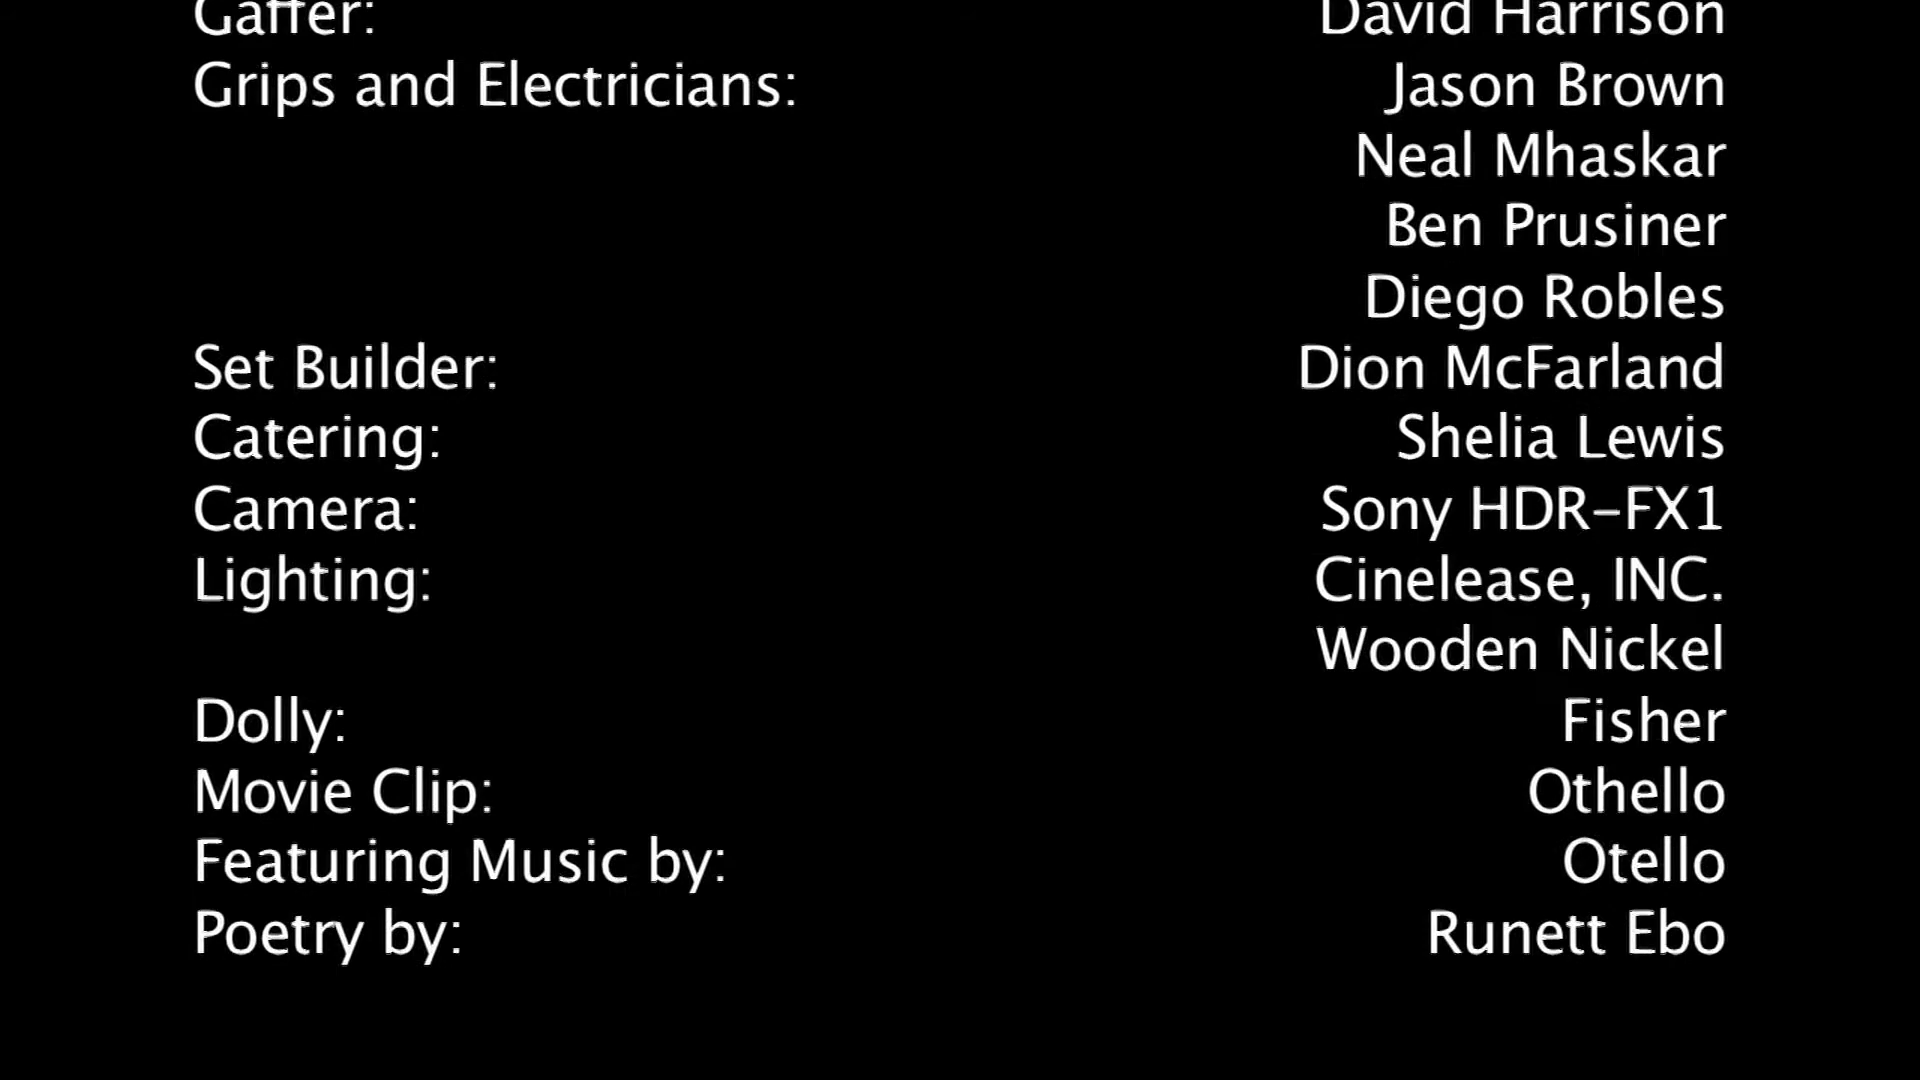 Gaffer: David Harrison
Grips and Electricians: Jason Brown
Neal Mhaskar
Ben Prusiner
Diego Robles
Set Builder: Dion McFarland
Catering: Shelia Lewis
Camera: Sony HDR-FX1
Lighting: Cinelease, INC.
Wooden Nickel
Dolly: Fisher
Movie Clip: Othello
Featuring Music by: Otello
Poetry by: Runett Ebo